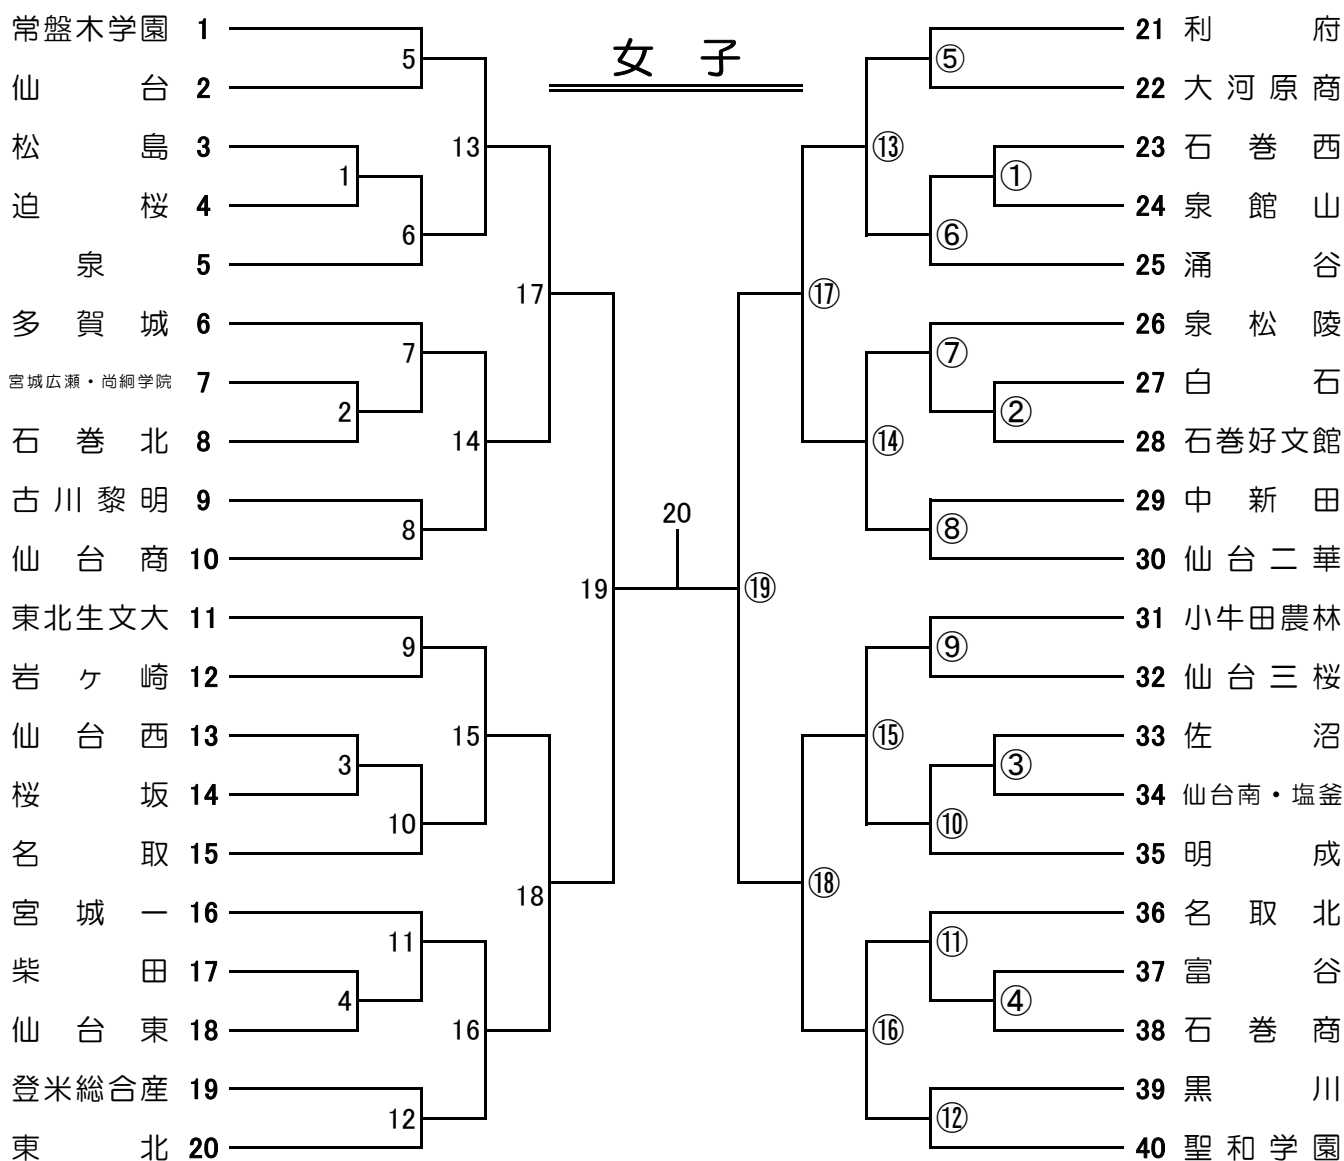 女子
常盤木学園 1
仙台 2
松島 3
迫桜 4
泉 5
多賀城 6
宮城広瀬・尚絅学院 7
石巻北 8
古川黎明 9
仙台商 10
東北生文大 11
岩ヶ崎 12
仙台西 13
桜坂 14
名取 15
宮城一 16
柴田 17
仙台東 18
登米総合産 19
東北 20
5
1
6
13
7
2
14
8
17
9
3
10
15
11
4
16
12
18
19
20
⑤
⑬
①
⑥
⑰
⑦
②
⑭
⑧
⑲
⑨
⑮
③
⑩
⑱
⑪
④
⑯
⑫
21 利府
22 大河原商
23 石巻西
24 泉館山
25 涌谷
26 泉松陵
27 白石
28 石巻好文館
29 中新田
30 仙台二華
31 小牛田農林
32 仙台三桜
33 佐沼
34 仙台南・塩釜
35 明成
36 名取北
37 富谷
38 石巻商
39 黒川
40 聖和学園